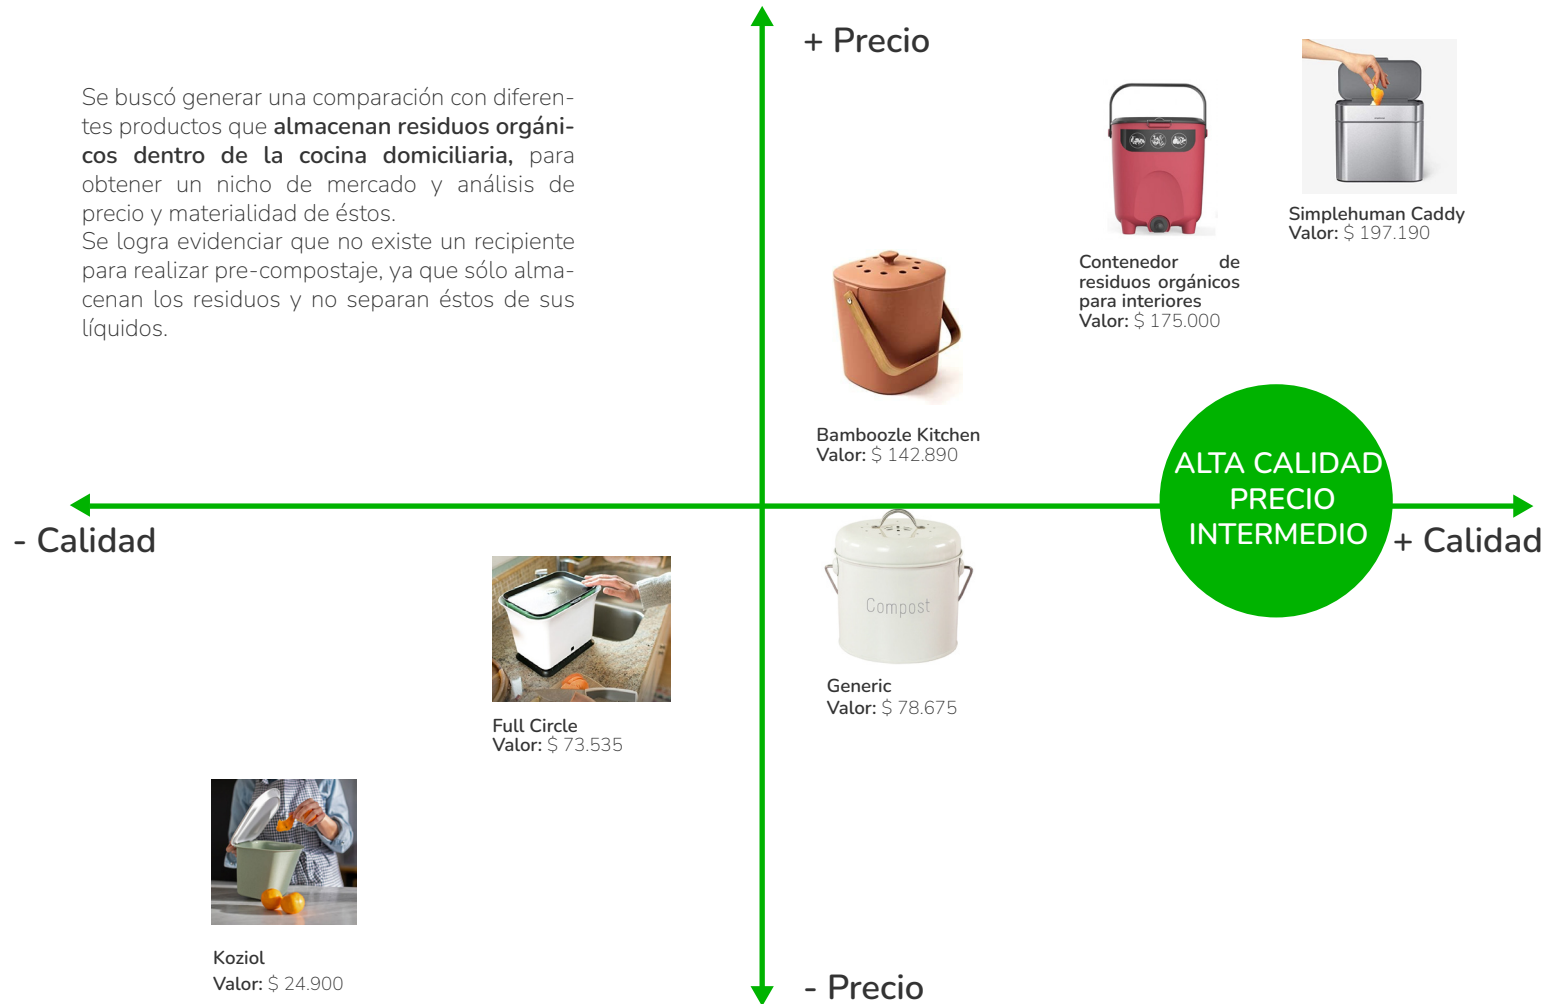 + Precio
Se buscó generar una comparación con diferen-
tes productos que almacenan residuos orgáni-
cos dentro de la cocina domiciliaria, para
obtener un nicho de mercado y análisis de
precio y materialidad de éstos.
Se logra evidenciar que no existe un recipiente
para realizar pre-compostaje, ya que sólo alma-
cenan los residuos y no separan éstos de sus
líquidos.
Simplehuman Caddy
Valor: $ 197.190
Contenedor de
residuos orgánicos
para interiores
Valor: $ 175.000
Bamboozle Kitchen
Valor: $ 142.890
ALTA CALIDAD
PRECIO
INTERMEDIO
- Calidad
+ Calidad
Compost
Generic
Valor: $ 78.675
Full Circle
Valor: $ 73.535
Koziol
Valor: $ 24.900
- Precio